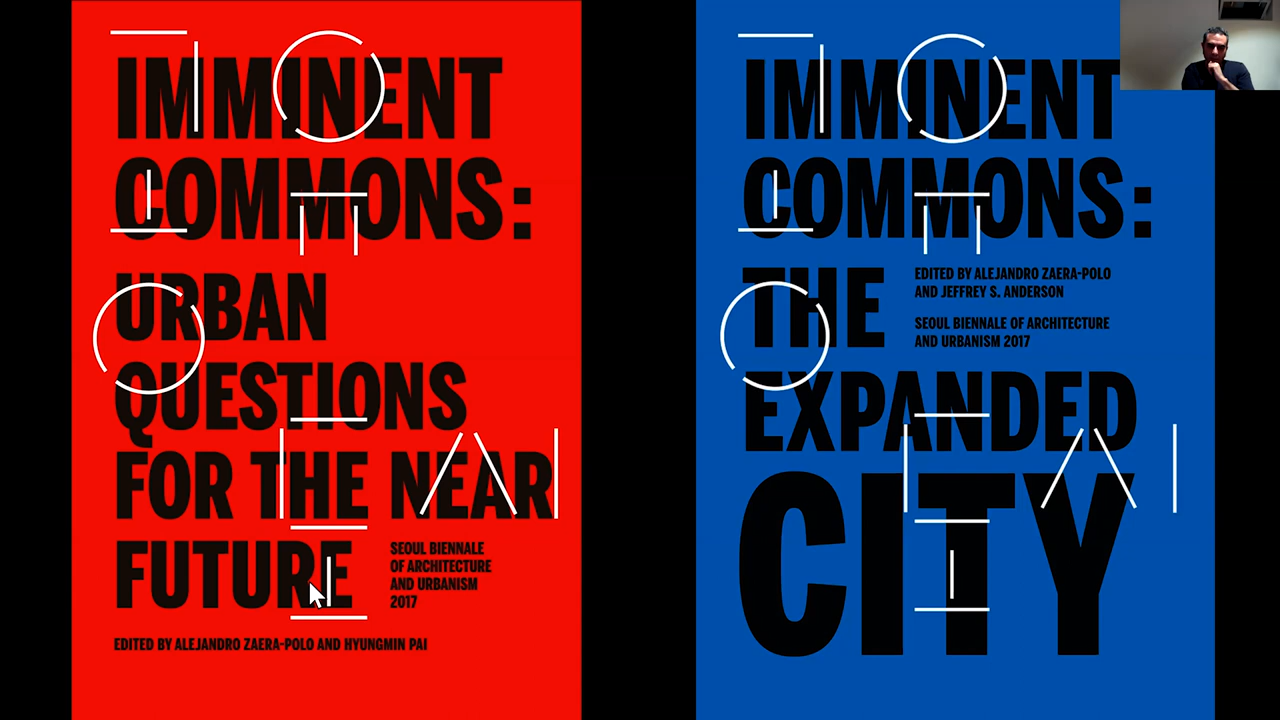 IMMINENT
COMMONS:
URBAN
QUESTIONS
FOR THE NEAR
FUTURE
SEOUL BIENNALE
OF ARCHITECTURE
AND URBANISM
2017
EDITED BY ALEJANDRO ZAERA-POLO AND HYUNGMIN PAI
IMMINENT
COMMONS:
THE
EDITED BY ALEJANDRO ZAERA-POLO
AND JEFFREY S. ANDERSON
SEOUL BIENNALE OF ARCHITECTURE
AND URBANISM 2017
EXPANDED
CITY